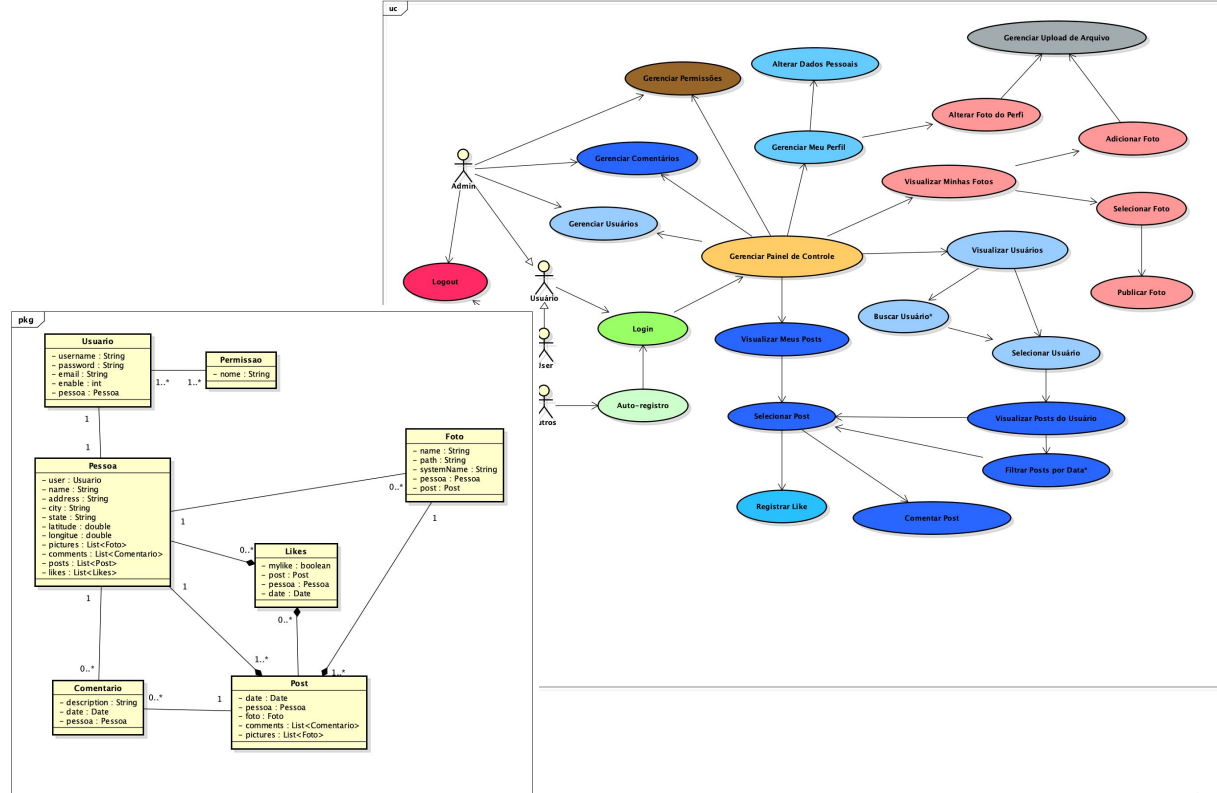 uc
Gerenciar Upload de Arquivo
Alterar Dados Pessoais
Gerenciar Permissões
Alterar Foto do Perfi
Adicionar Foto
Gerenciar Meu Perfil
Gerenciar Comentários
Visualizar Minhas Fotos
Admin
Selecionar Foto
Gerenciar Usuários
Visualizar Usuários
Gerenciar Painel de Controle
Logout
Usuário
Publicar Foto
Buscar Usuário*
Login
Visualizar Meus Posts
Selecionar Usuário
Jser
Auto-registro
Selecionar Post
Visualizar Posts do Usuário
utros
Filtrar Posts por Data*
Registrar Like
Comentar Post
pkg
Usuario
- username : String
- password : String
- email : String
- enable : int
- pessoa : Pessoa
1..*
1..*
Permissao
- nome : String
1
1
Pessoa
- user : Usuario
- name : String
- address : String
- city : String
- state : String
- latitude : double
- longitue : double
- pictures : List<Foto>
- comments : List<Comentario>
- posts : List<Post>
- likes : List<Likes>
Foto
- name : String
- path : String
- systemName : String
- pessoa : Pessoa
- post : Post
0..*
1
1
0..*
Likes
- mylike : boolean
- post : Post
- pessoa : Pessoa
- date : Date
1
1
0..*
0..*
1..*
1..*
Comentario
- description : String
- date : Date
- pessoa : Pessoa
0..*
1
Post
- date : Date
- pessoa : Pessoa
- foto : Foto
- comments : List<Comentario>
- pictures : List<Foto>